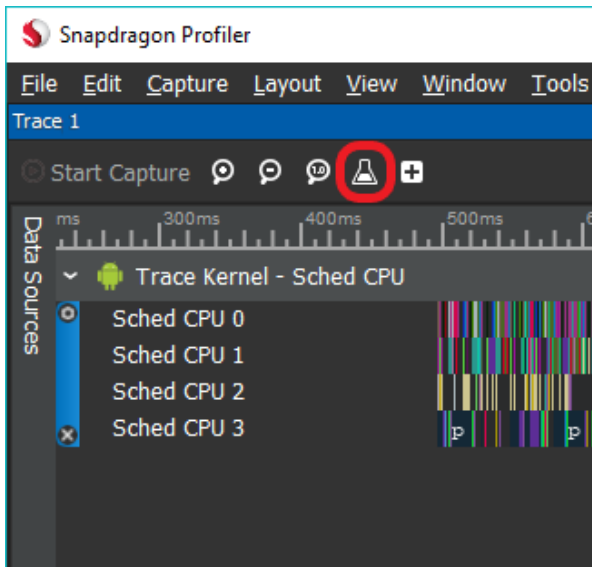 Snapdragon Profiler
File Edit Capture Layout View Window Tools
Trace 1
Start Capture 1.0
ms 300ms 400ms 500ms 6
Data Sources
Trace Kernel - Sched CPU
Sched CPU 0
Sched CPU 1
Sched CPU 2
Sched CPU 3 p p